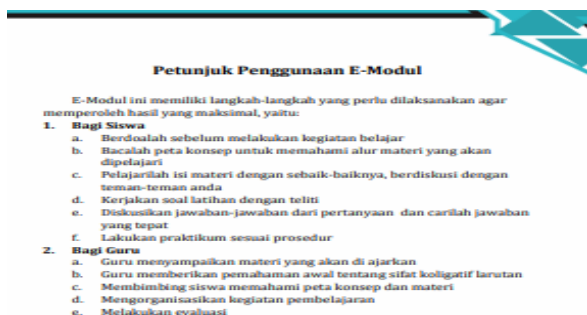 Petunjuk Penggunaan E-Modul
E-Modul ini memiliki langkah-langkah yang perlu dilaksanakan agar
memperoleh hasil yang maksimal, yaitu:
1. Bagi Siswa
a. Berdoalah sebelum melakukan kegiatan belajar
b. Bacalah peta konsep untuk memahami alur materi yang akan
dipelajari
c. Pelajarilah isi materi dengan sebaik-baiknya, berdiskusi dengan
teman-teman anda
d. Kerjakan soal latihan dengan teliti
e. Diskusikan jawaban-jawaban dari pertanyaan dan carilah jawaban
yang tepat
f. Lakukan praktikum sesuai prosedur
2. Bagi Guru
a. Guru menyampaikan materi yang akan di ajarkan
b. Guru memberikan pemahaman awal tentang sifat koligatif larutan
c. Membimbing siswa memahami peta konsep dan materi
d. Mengorganisasikan kegiatan pembelajaran
e. Melakukan evaluasi